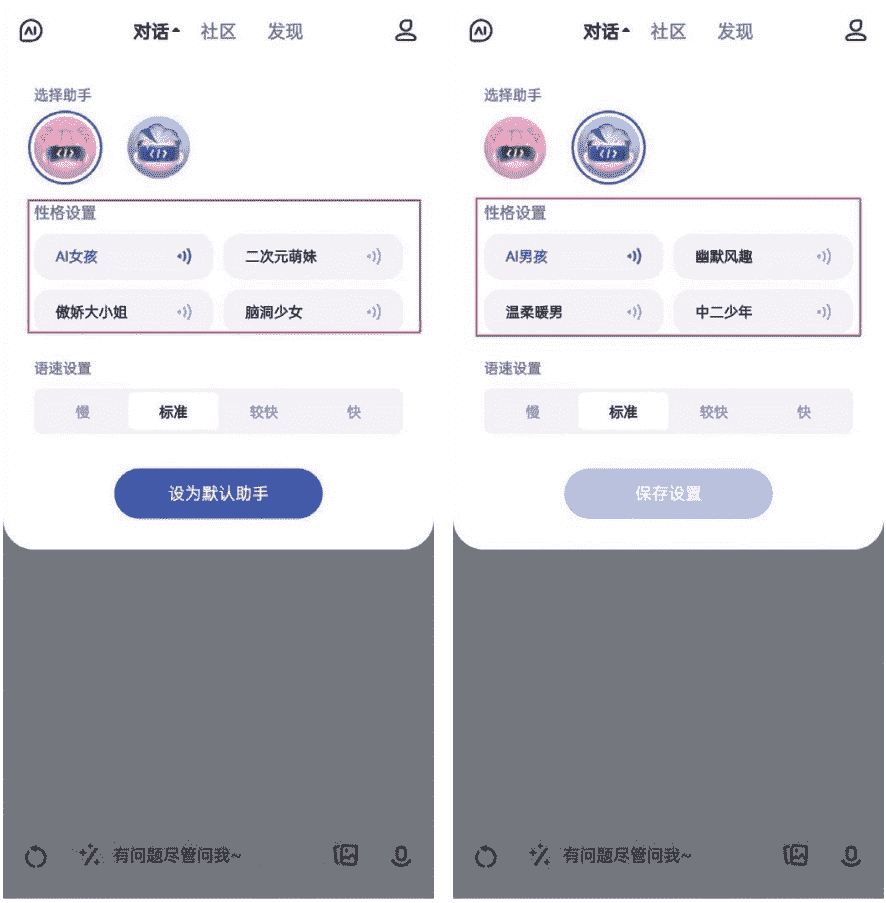 AI 对话 社区 发现
选择助手
性格设置
AI女孩 二次元萌妹
傲娇大小姐 脑洞少女
语速设置
慢 标准 较快 快
设为默认助手
有问题尽管问我~
AI 对话 社区 发现
选择助手
性格设置
AI男孩 幽默风趣
温柔暖男 中二少年
语速设置
慢 标准 较快 快
保存设置
有问题尽管问我~